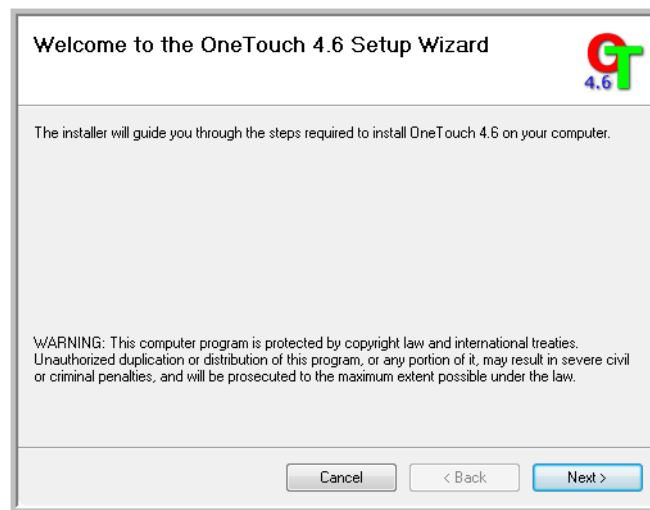 Welcome to the OneTouch 4.6 Setup Wizard
OT
4.6
The installer will guide you through the steps required to install OneTouch 4.6 on your computer.
WARNING: This computer program is protected by copyright law and international treaties.
Unauthorized duplication or distribution of this program, or any portion of it, may result in severe civil
or criminal penalties, and will be prosecuted to the maximum extent possible under the law.
Cancel
< Back
Next >